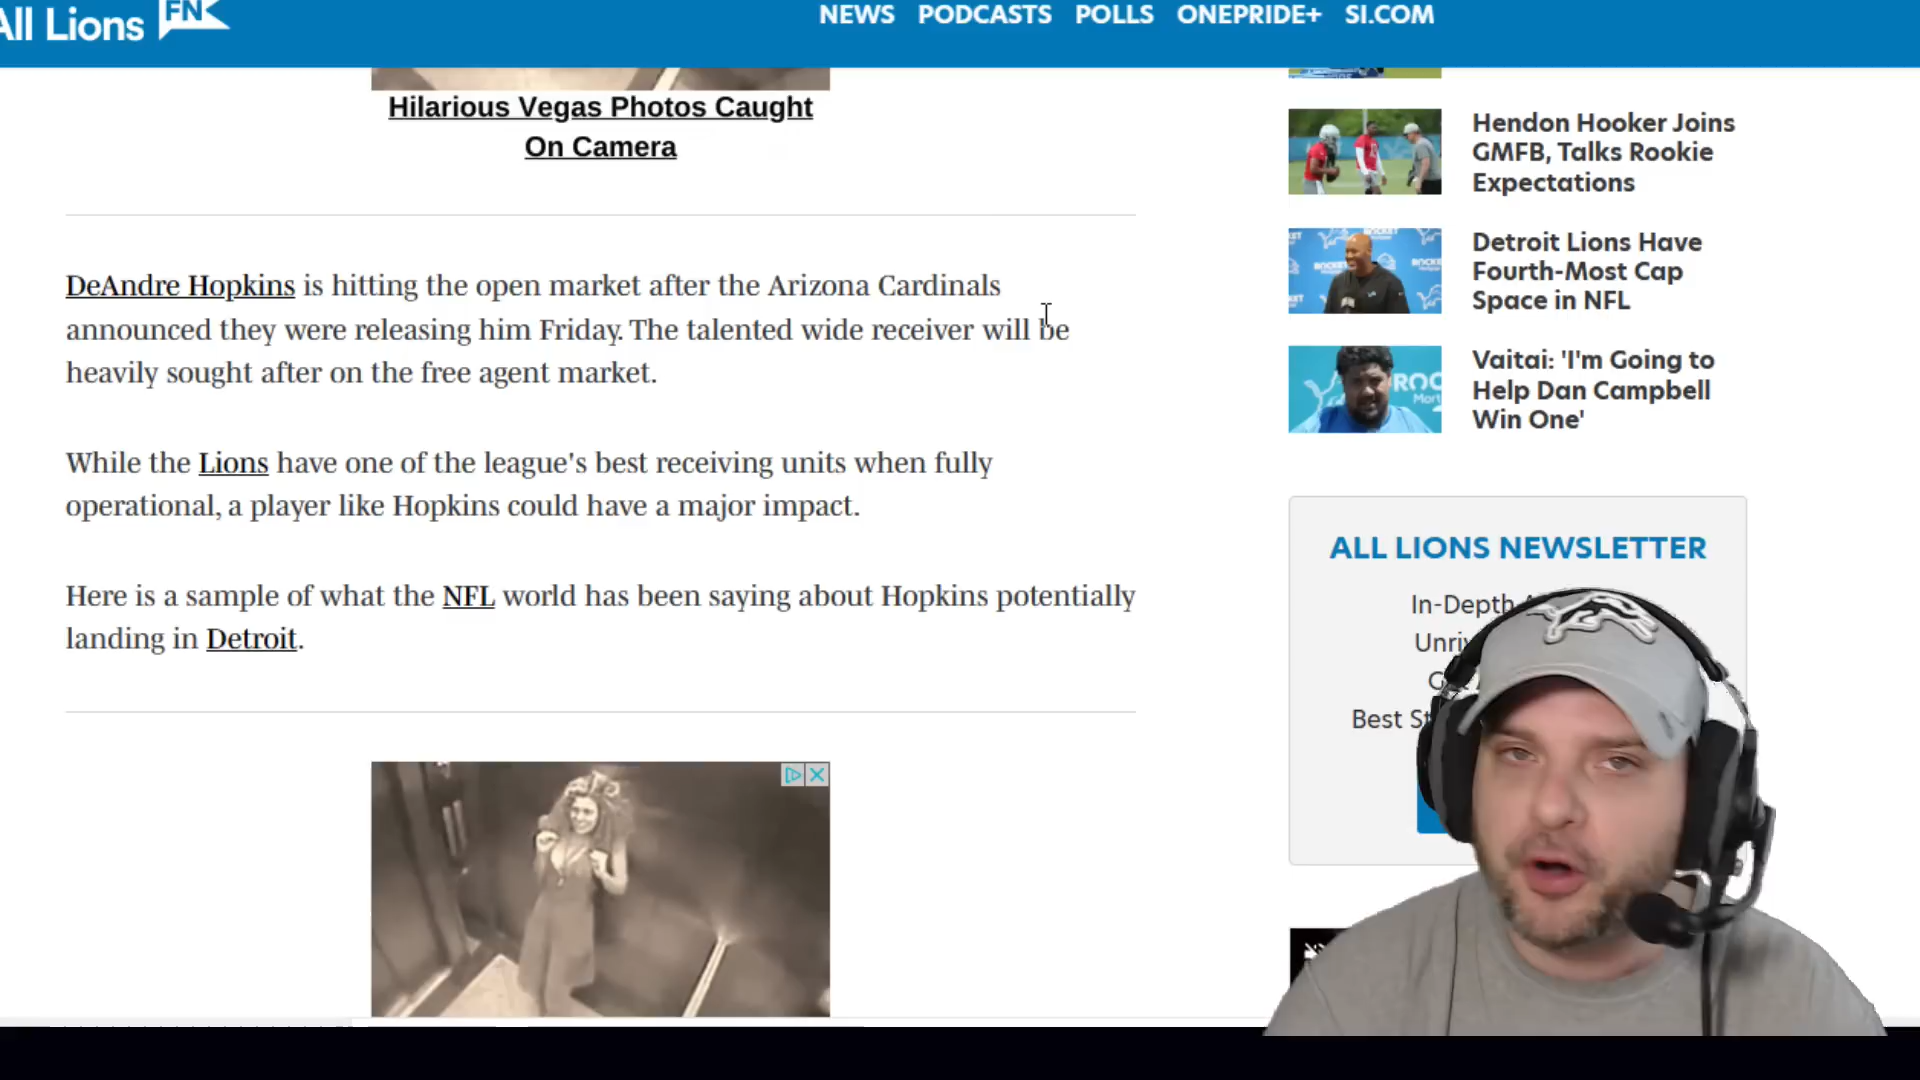 All Lions FN
NEWS PODCASTS POLLS ONEPRIDE+ SI.COM
Hilarious Vegas Photos Caught
On Camera
DeAndre Hopkins is hitting the open market after the Arizona Cardinals
announced they were releasing him Friday. The talented wide receiver will be
heavily sought after on the free agent market.
While the Lions have one of the league's best receiving units when fully
operational, a player like Hopkins could have a major impact.
Here is a sample of what the NFL world has been saying about Hopkins potentially
landing in Detroit.
Hendon Hooker Joins
GMFB, Talks Rookie
Expectations
Detroit Lions Have
Fourth-Most Cap
Space in NFL
Vaitai: 'I'm Going to
Help Dan Campbell
Win One'
ALL LIONS NEWSLETTER
In-Depth
Best